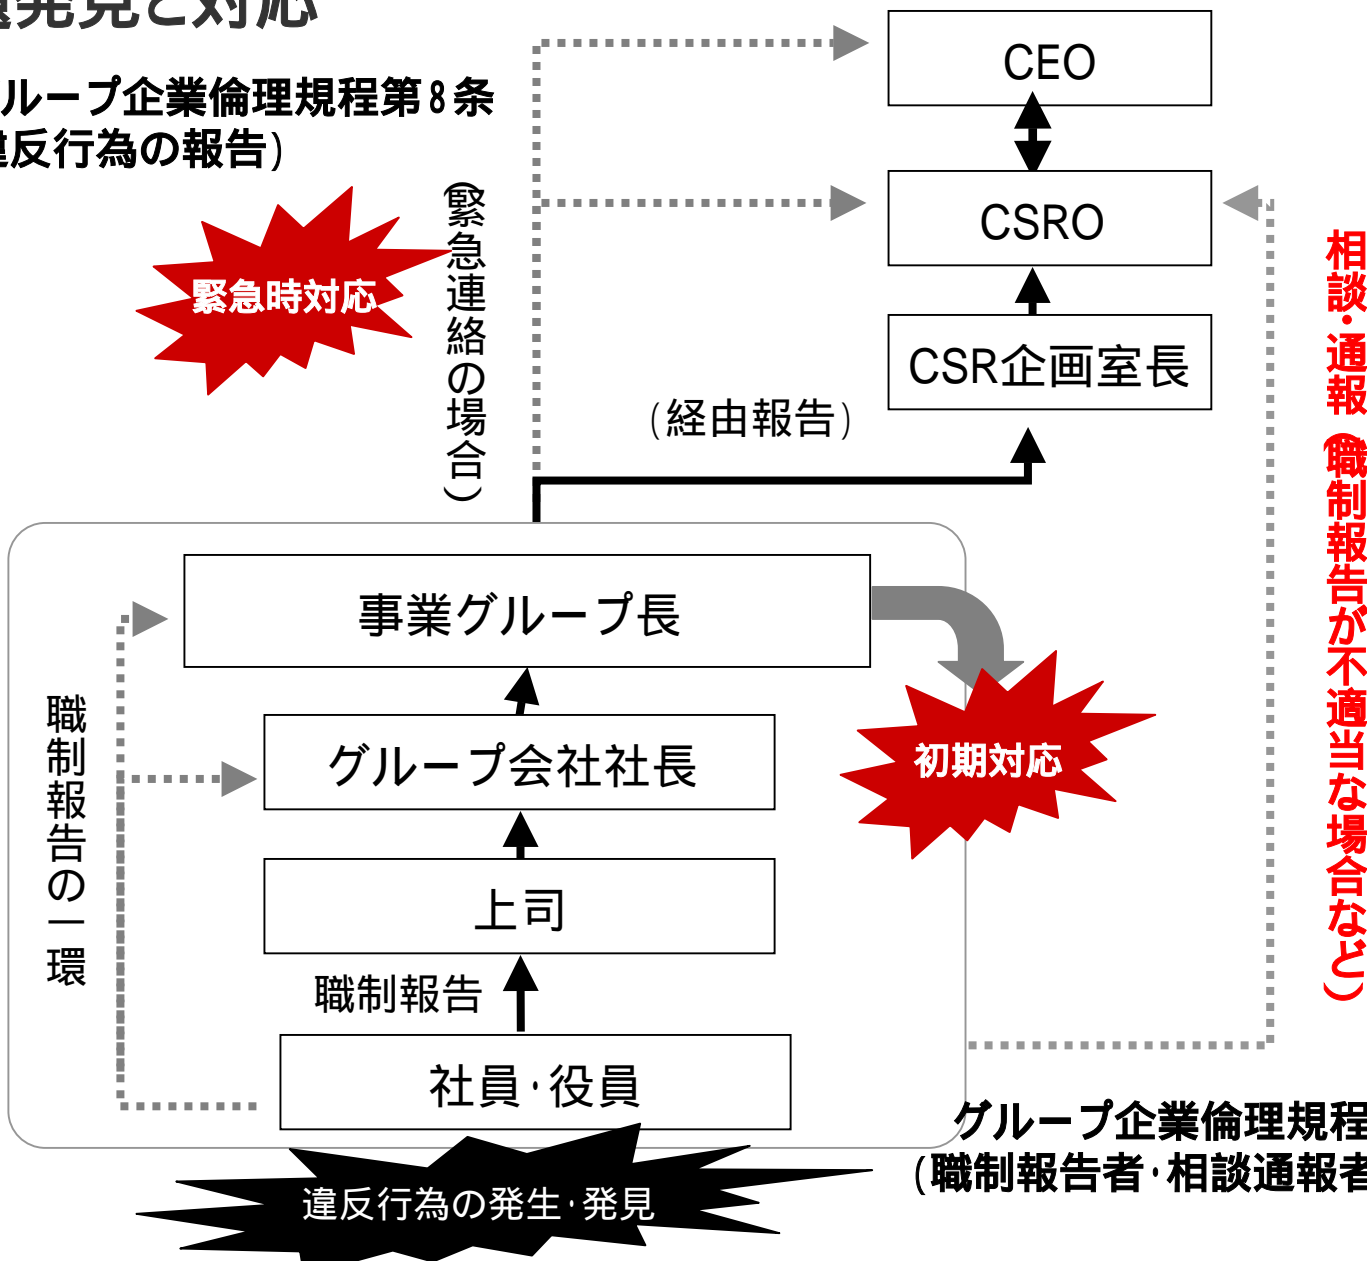 発見と対応
ループ企業倫理規程第8条
違反行為の報告)
緊急時対応
(緊急連絡の場合)
CEO
CSRO
CSR企画室長
(経由報告)
相談・通報(職制報告が不適当な場合など)
事業グループ長
グループ会社社長
上司
職制報告
社員・役員
職制報告の一環
初期対応
違反行為の発生・発見
グループ企業倫理規程
(職制報告者・相談通報者